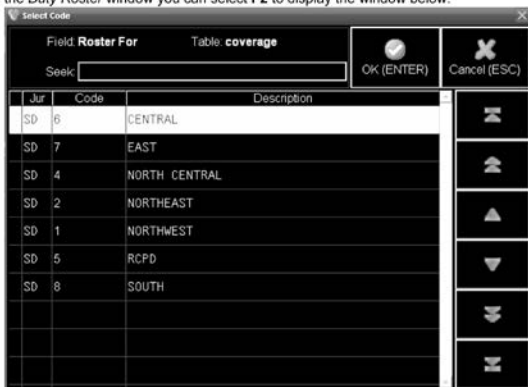 the Duty Roster window you can select F2 to display the window below.
Select Code
Field: Roster For Table: coverage
Seek:
OK (ENTER)
Cancel (ESC)
Jur Code Description
SD 6 CENTRAL
SD 7 EAST
SD 4 NORTH CENTRAL
SD 2 NORTHEAST
SD 1 NORTHWEST
SD 5 RCPD
SD 8 SOUTH